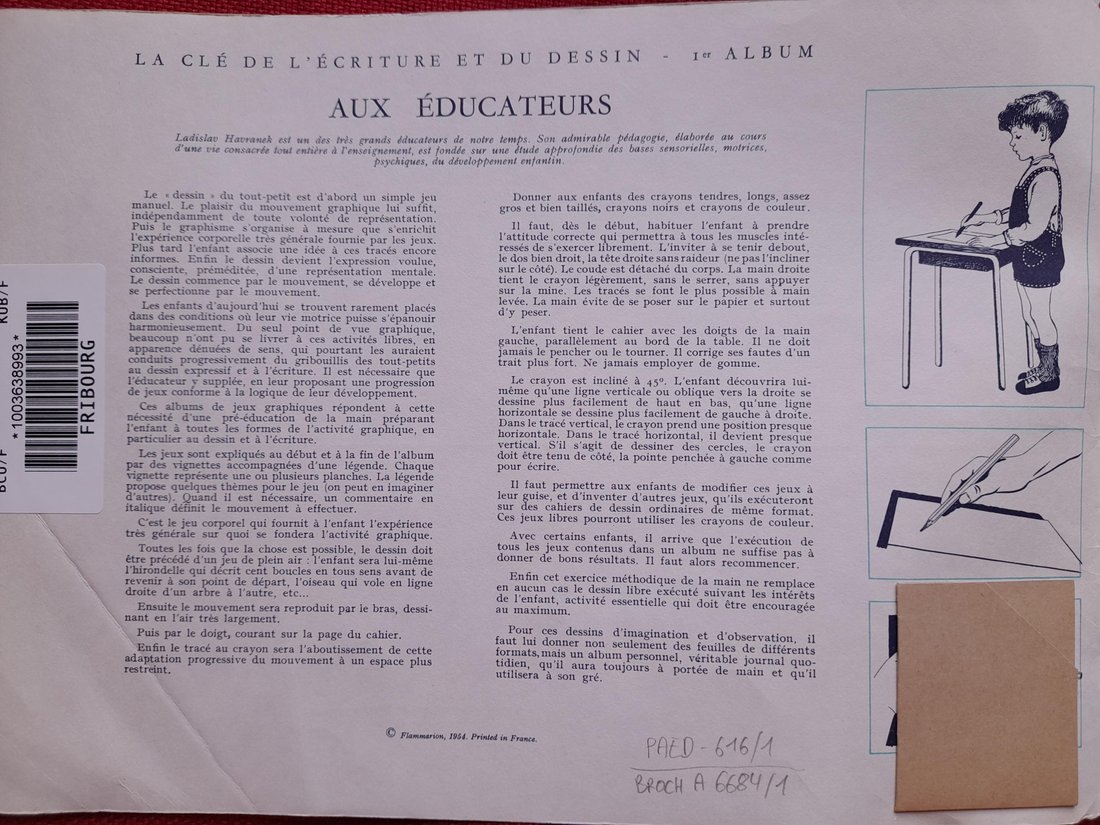 LA CLÉ DE L'ÉCRITURE ET DU DESSIN - 1er ALBUM
AUX ÉDUCATEURS
Ladislav Havranek est un des très grands éducateurs de notre temps. Son admirable pédagogie, élaborée au cours
d'une vie consacrée tout entière à l'enseignement, est fondée sur une étude approfondie des bases sensorielles, motrices,
psychiques, du développement enfantin.
Le « dessin » du tout-petit est d'abord un simple jeu
manuel. Le plaisir du mouvement graphique lui suffit,
indépendamment de toute volonté de représentation.
Puis le graphisme s'organise à mesure que s'enrichit
l'expérience corporelle très générale fournie par les jeux.
Plus tard l'enfant associe une idée à ces tracés encore
informes. Enfin le dessin devient l'expression voulue,
consciente, préméditée, d'une représentation mentale.
Le dessin commence par le mouvement, se développe et
se perfectionne par le mouvement.
Les enfants d'aujourd'hui se trouvent rarement placés
dans des conditions où leur vie motrice puisse s'épanouir
harmonieusement. Du seul point de vue graphique,
beaucoup n'ont pu se livrer à ces activités libres, en
apparence dénuées de sens, qui pourtant les auraient
conduits progressivement du gribouillis des tout-petits
au dessin expressif et à l'écriture. Il est nécessaire que
l'éducateur y supplée, en leur proposant une progression
de jeux conforme à la logique de leur développement.
Ces albums de jeux graphiques répondent à cette
nécessité d'une pré-éducation de la main préparant
l'enfant à toutes les formes de l'activité graphique, en
particulier au dessin et à l'écriture.
Les jeux sont expliqués au début et à la fin de l'album
par des vignettes accompagnées d'une légende. Chaque
vignette représente une ou plusieurs planches. La légende
propose quelques thèmes pour le jeu (on peut en imaginer
d'autres). Quand il est nécessaire, un commentaire en
italique définit le mouvement à effectuer.
C'est le jeu corporel qui fournit à l'enfant l'expérience
très générale sur quoi se fondera l'activité graphique.
Toutes les fois que la chose est possible, le dessin doit
être précédé d'un jeu de plein air : l'enfant sera lui-même
l'hirondelle qui décrit cent boucles en tous sens avant de
revenir à son point de départ, l'oiseau qui vole en ligne
droite d'un arbre à l'autre, etc...
Ensuite le mouvement sera reproduit par le bras, dessi-
nant en l'air très largement.
Puis par le doigt, courant sur la page du cahier.
Enfin le tracé au crayon sera l'aboutissement de cette
adaptation progressive du mouvement à un espace plus
restreint.
Donner aux enfants des crayons tendres, longs, assez
gros et bien taillés, crayons noirs et crayons de couleur.
Il faut, dès le début, habituer l'enfant à prendre
l'attitude correcte qui permettra à tous les muscles inté-
ressés de s'exercer librement. L'inviter à se tenir debout,
le dos bien droit, la tête droite sans raideur (ne pas l'incliner
sur le côté). Le coude est détaché du corps. La main droite
tient le crayon légèrement, sans le serrer, sans appuyer
sur la mine. Les tracés se font le plus possible à main
levée. La main évite de se poser sur le papier et surtout
d'y peser.
L'enfant tient le cahier avec les doigts de la main
gauche, parallèlement au bord de la table. Il ne doit
jamais le pencher ou le tourner. Il corrige ses fautes d'un
trait plus fort. Ne jamais employer de gomme.
Le crayon est incliné à 45°. L'enfant découvrira lui-
même qu'une ligne verticale ou oblique vers la droite se
dessine plus facilement de haut en bas, qu'une ligne
horizontale se dessine plus facilement de gauche à droite.
Dans le tracé vertical, le crayon prend une position presque
horizontale. Dans le tracé horizontal, il devient presque
vertical. S'il s'agit de dessiner des cercles, le crayon
doit être tenu de côté, la pointe penchée à gauche comme
pour écrire.
Il faut permettre aux enfants de modifier ces jeux à
leur guise, et d'inventer d'autres jeux, qu'ils exécuteront
sur des cahiers de dessin ordinaires de même format.
Ces jeux libres pourront utiliser les crayons de couleur.
Avec certains enfants, il arrive que l'exécution de
tous les jeux contenus dans un album ne suffise pas à
donner de bons résultats. Il faut alors recommencer.
Enfin cet exercice méthodique de la main ne remplace
en aucun cas le dessin libre exécuté suivant les intérêts
de l'enfant, activité essentielle qui doit être encouragée
au maximum.
Pour ces dessins d'imagination et d'observation, il
faut lui donner non seulement des feuilles de différents
formats, mais un album personnel, véritable journal quo-
tidien, qu'il aura toujours à portée de main et qu'il
utilisera à son gré.
© Flammarion, 1954. Printed in France.
PAED-616/1
BROCH A 6684/1
*1003638993*
FRIBOURG